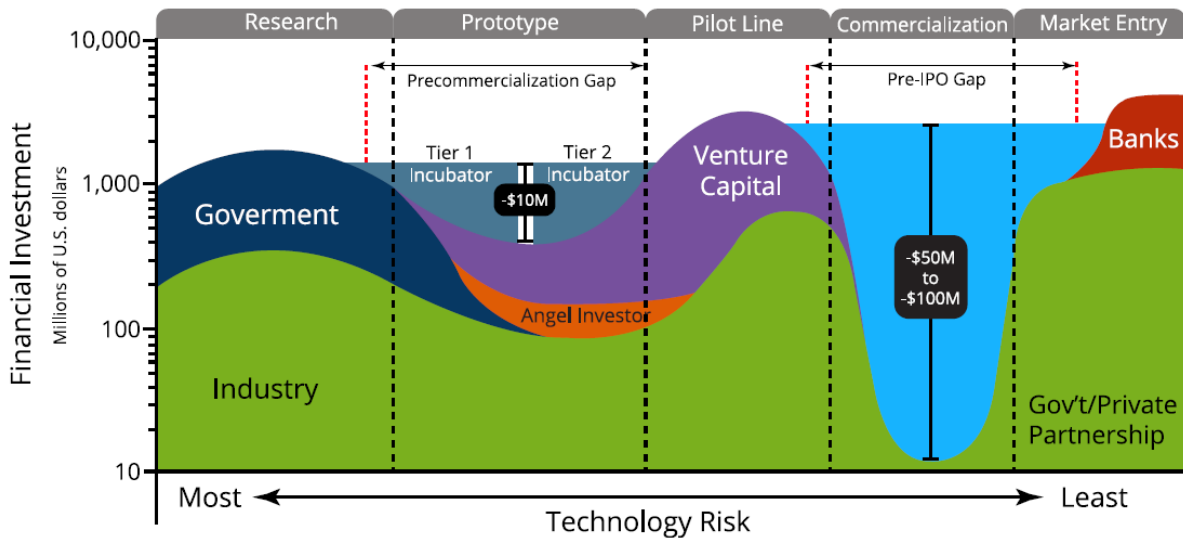 Research
Prototype
Pilot Line
Commercialization
Market Entry
10,000
1,000
100
10
Financial Investment
Millions of U.S. dollars
Precommercialization Gap
Pre-IPO Gap
Tier 1
Incubator
Tier 2
Incubator
-$10M
Goverment
Venture
Capital
Banks
-$50M
to
-$100M
Angel Investor
Industry
Gov't/Private
Partnership
Most
Least
Technology Risk